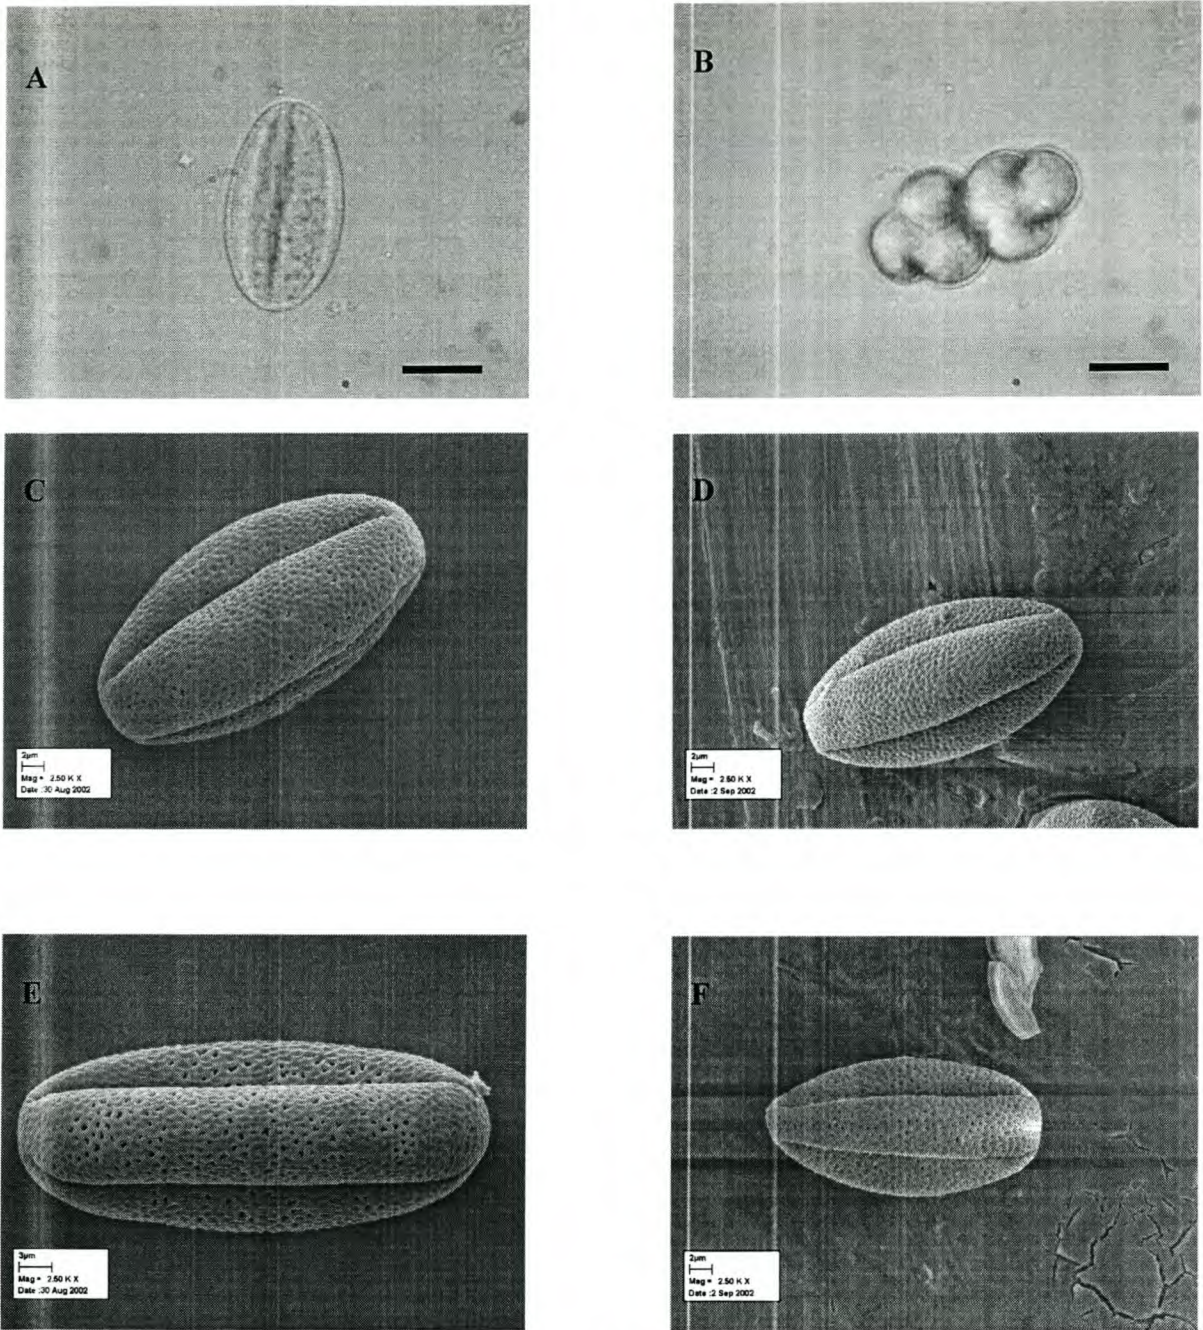 A
B
C
2µm
Mag = 2.50 K X
Date :30 Aug 2002
D
2µm
Mag = 2.50 K X
Date :2 Sep 2002
E
3µm
Mag = 2.50 K X
Date :30 Aug 2002
F
2µm
Mag = 2.50 K X
Date :2 Sep 2002